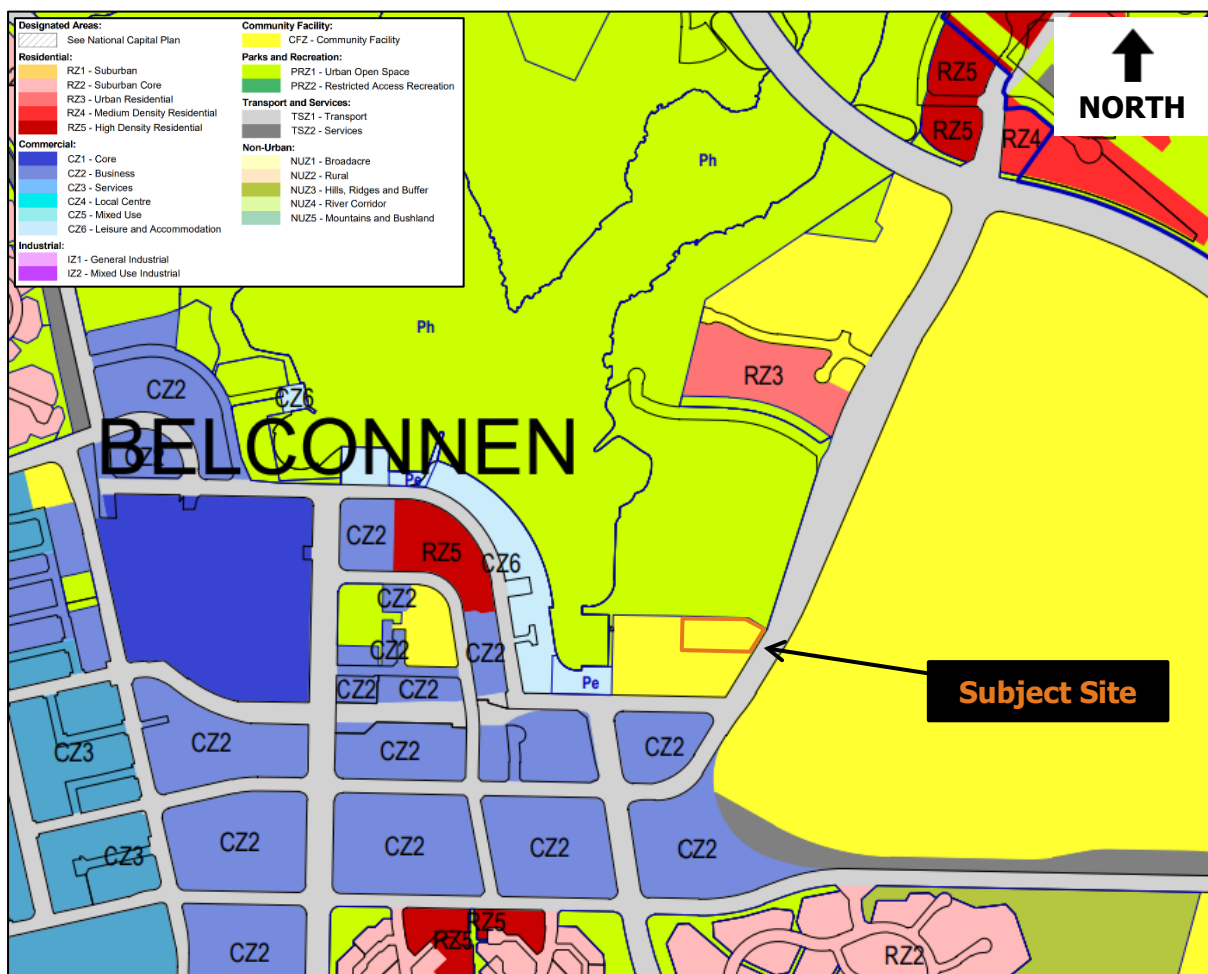 Designated Areas:
See National Capital Plan
Residential:
RZ1 - Suburban
RZ2 - Suburban Core
RZ3 - Urban Residential
RZ4 - Medium Density Residential
RZ5 - High Density Residential
Commercial:
CZ1 - Core
CZ2 - Business
CZ3 - Services
CZ4 - Local Centre
CZ5 - Mixed Use
CZ6 - Leisure and Accommodation
Industrial:
IZ1 - General Industrial
IZ2 - Mixed Use Industrial
Community Facility:
CFZ - Community Facility
Parks and Recreation:
PRZ1 - Urban Open Space
PRZ2 - Restricted Access Recreation
Transport and Services:
TSZ1 - Transport
TSZ2 - Services
Non-Urban:
NUZ1 - Broadacre
NUZ2 - Rural
NUZ3 - Hills, Ridges and Buffer
NUZ4 - River Corridor
NUZ5 - Mountains and Bushland
NORTH
RZ5
RZ5
RZ4
Ph
Ph
RZ3
CZ2
CZ6
BELCONNEN
CZ2
Pe
CZ2
RZ5
CZ6
CZ2
CZ2
CZ2
CZ2
CZ2
Pe
Subject Site
CZ3
CZ2
CZ2
CZ2
CZ3
CZ2
CZ2
CZ2
CZ2
CZ2
RZ5
RZ5
RZ2